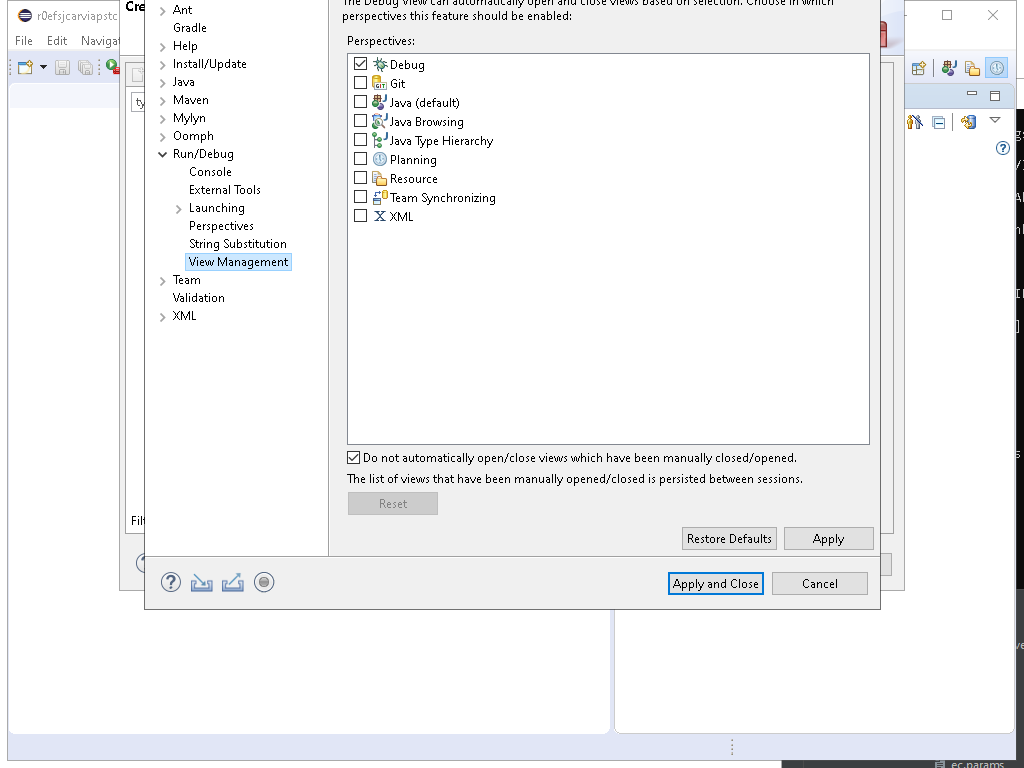 The Debug View can automatically open and close views based on selection. Choose in which
perspectives this feature should be enabled:
Cre
r0efsjcarviapstc
File Edit Naviga
Ant
Gradle
Help
Install/Update
Java
Maven
Mylyn
Oomph
Run/Debug
Console
External Tools
Launching
Perspectives
String Substitution
View Management
Team
Validation
XML
Perspectives:
Debug
Git
Java (default)
Java Browsing
Java Type Hierarchy
Planning
Resource
Team Synchronizing
XML
Do not automatically open/close views which have been manually closed/opened.
The list of views that have been manually opened/closed is persisted between sessions.
Reset
Restore Defaults Apply
Apply and Close Cancel
ty
Filt
ec.params